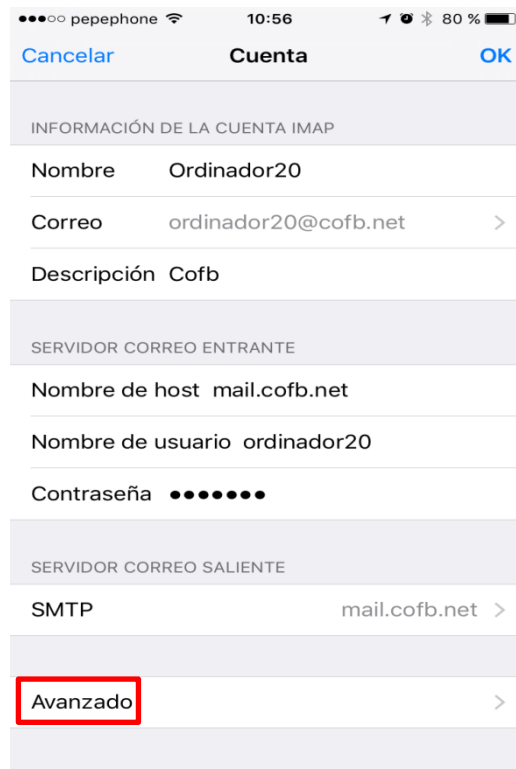 pepephone 10:56 80 %
Cancelar Cuenta OK
INFORMACIÓN DE LA CUENTA IMAP
Nombre Ordinador20
Correo ordinador20@cofb.net >
Descripción Cofb
SERVIDOR CORREO ENTRANTE
Nombre de host mail.cofb.net
Nombre de usuario ordinador20
Contraseña •••••••
SERVIDOR CORREO SALIENTE
SMTP mail.cofb.net >
Avanzado >